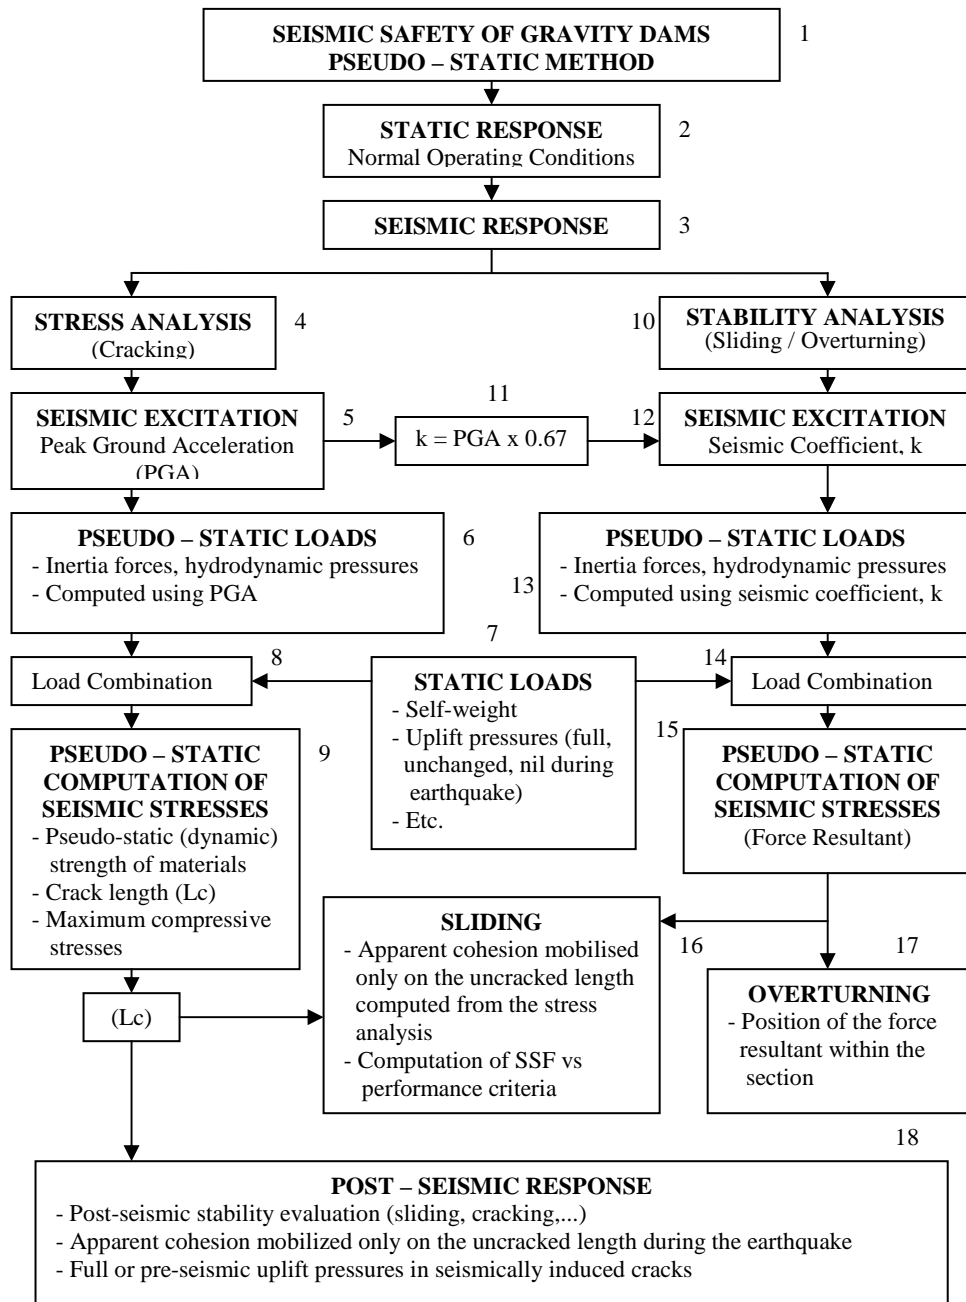 SEISMIC SAFETY OF GRAVITY DAMS
PSEUDO – STATIC METHOD
1
STATIC RESPONSE
Normal Operating Conditions
2
SEISMIC RESPONSE
3
STRESS ANALYSIS
(Cracking)
4
10
STABILITY ANALYSIS
(Sliding / Overturning)
SEISMIC EXCITATION
Peak Ground Acceleration
(PGA)
5
11
k = PGA x 0.67
12
SEISMIC EXCITATION
Seismic Coefficient, k
PSEUDO – STATIC LOADS
- Inertia forces, hydrodynamic pressures
- Computed using PGA
6
13
PSEUDO – STATIC LOADS
- Inertia forces, hydrodynamic pressures
- Computed using seismic coefficient, k
7
Load Combination
8
STATIC LOADS
- Self-weight
- Uplift pressures (full,
unchanged, nil during
earthquake)
- Etc.
14
Load Combination
PSEUDO – STATIC
COMPUTATION OF
SEISMIC STRESSES
- Pseudo-static (dynamic)
strength of materials
- Crack length (Lc)
- Maximum compressive
stresses
9
15
PSEUDO – STATIC
COMPUTATION OF
SEISMIC STRESSES
(Force Resultant)
(Lc)
SLIDING
- Apparent cohesion mobilised
only on the uncracked length
computed from the stress
analysis
- Computation of SSF vs
performance criteria
16
17
OVERTURNING
- Position of the force
resultant within the
section
18
POST – SEISMIC RESPONSE
- Post-seismic stability evaluation (sliding, cracking,...)
- Apparent cohesion mobilized only on the uncracked length during the earthquake
- Full or pre-seismic uplift pressures in seismically induced cracks